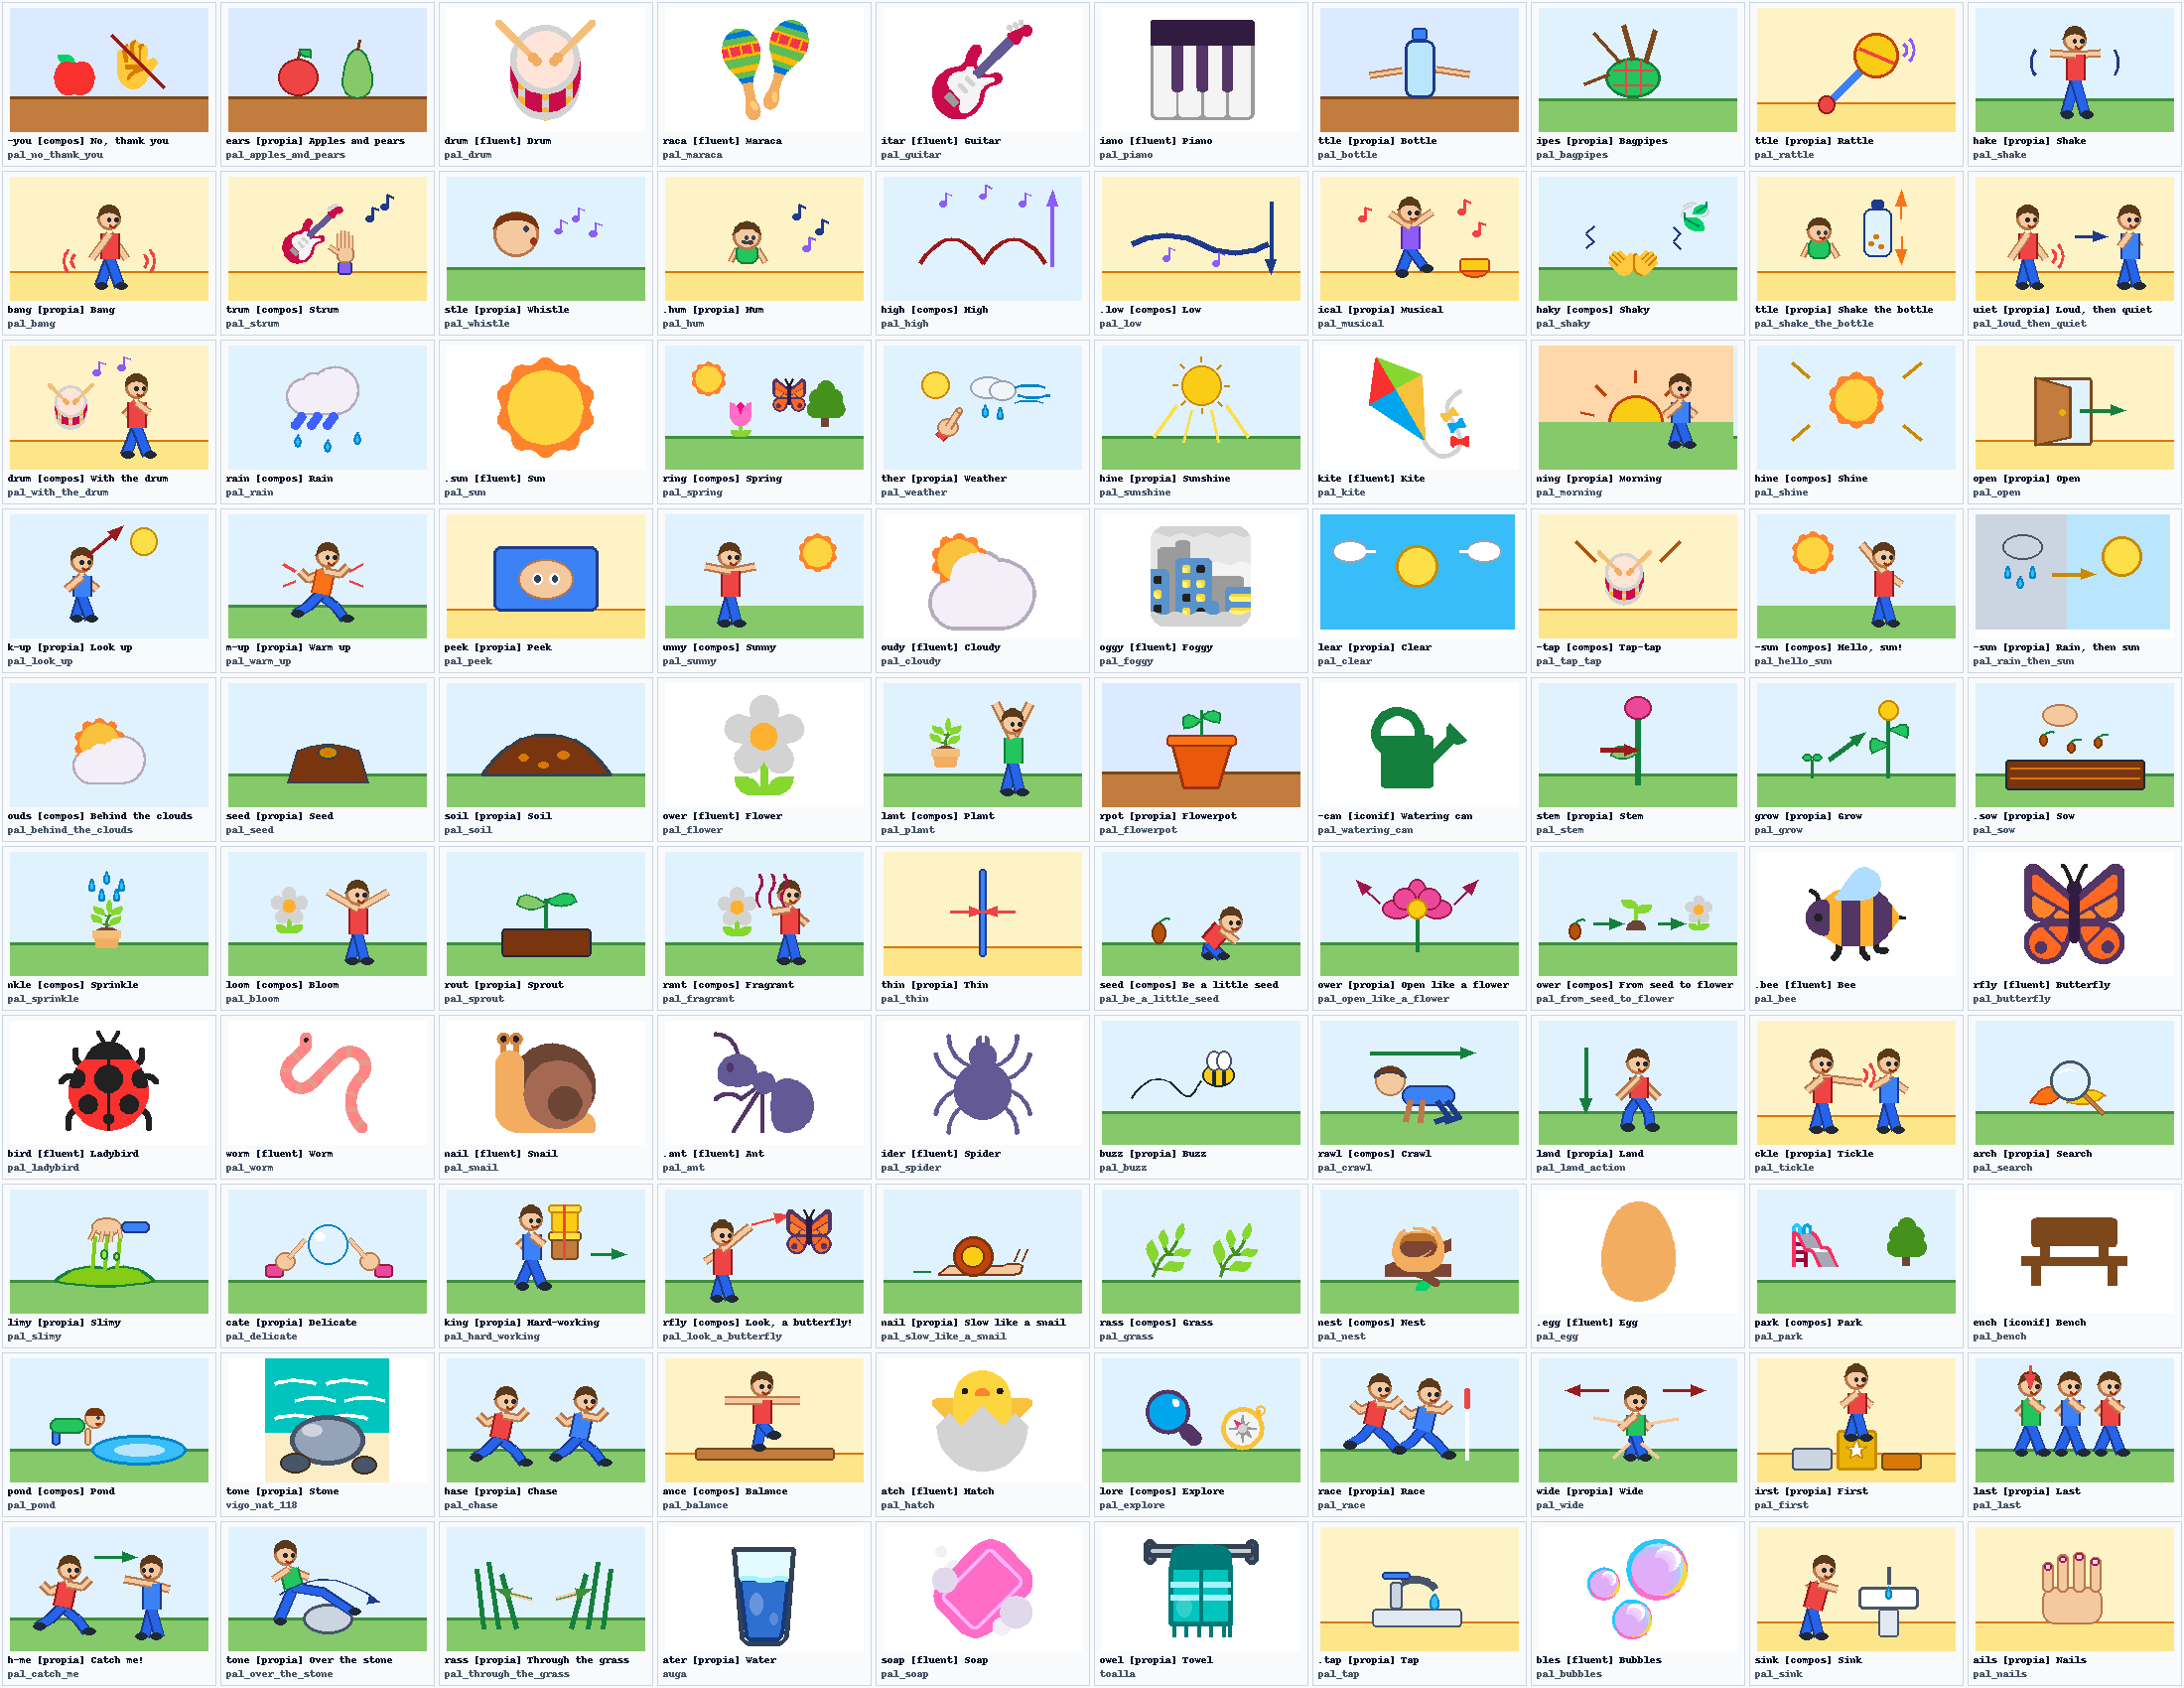 -you [compos] No, thank you
pal_no_thank_you
ears [propia] Apples and pears
pal_apples_and_pears
drum [fluent] Drum
pal_drum
raca [fluent] Maraca
pal_maraca
itar [fluent] Guitar
pal_guitar
iano [fluent] Piano
pal_piano
ttle [propia] Bottle
pal_bottle
ipes [propia] Bagpipes
pal_bagpipes
ttle [propia] Rattle
pal_rattle
hake [propia] Shake
pal_shake
bang [propia] Bang
pal_bang
trum [compos] Strum
pal_strum
stle [propia] Whistle
pal_whistle
.hum [propia] Hum
pal_hum
high [compos] High
pal_high
.low [compos] Low
pal_low
ical [propia] Musical
pal_musical
haky [compos] Shaky
pal_shaky
ttle [propia] Shake the bottle
pal_shake_the_bottle
uiet [propia] Loud, then quiet
pal_loud_then_quiet
drum [compos] With the drum
pal_with_the_drum
rain [compos] Rain
pal_rain
.sun [fluent] Sun
pal_sun
ring [compos] Spring
pal_spring
ther [propia] Weather
pal_weather
hine [propia] Sunshine
pal_sunshine
kite [fluent] Kite
pal_kite
ning [propia] Morning
pal_morning
hine [compos] Shine
pal_shine
open [propia] Open
pal_open
k-up [propia] Look up
pal_look_up
m-up [propia] Warm up
pal_warm_up
peek [propia] Peek
pal_peek
unny [compos] Sunny
pal_sunny
oudy [fluent] Cloudy
pal_cloudy
oggy [fluent] Foggy
pal_foggy
lear [propia] Clear
pal_clear
-tap [compos] Tap-tap
pal_tap_tap
-sun [compos] Hello, sun!
pal_hello_sun
-sun [propia] Rain, then sun
pal_rain_then_sun
ouds [compos] Behind the clouds
pal_behind_the_clouds
seed [propia] Seed
pal_seed
soil [propia] Soil
pal_soil
ower [fluent] Flower
pal_flower
lant [compos] Plant
pal_plant
rpot [propia] Flowerpot
pal_flowerpot
-can [iconif] Watering can
pal_watering_can
stem [propia] Stem
pal_stem
grow [propia] Grow
pal_grow
.sow [propia] Sow
pal_sow
nkle [compos] Sprinkle
pal_sprinkle
loom [compos] Bloom
pal_bloom
rout [propia] Sprout
pal_sprout
rant [compos] Fragrant
pal_fragrant
thin [propia] Thin
pal_thin
seed [propia] Be a little seed
pal_be_a_little_seed
ower [propia] Open like a flower
pal_open_like_a_flower
ower [compos] From seed to flower
pal_from_seed_to_flower
.bee [fluent] Bee
pal_bee
rfly [fluent] Butterfly
pal_butterfly
bird [fluent] Ladybird
pal_ladybird
worm [fluent] Worm
pal_worm
nail [fluent] Snail
pal_snail
.ant [fluent] Ant
pal_ant
ider [fluent] Spider
pal_spider
buzz [propia] Buzz
pal_buzz
rawl [compos] Crawl
pal_crawl
land [propia] Land
pal_land_action
ckle [propia] Tickle
pal_tickle
arch [propia] Search
pal_search
limy [propia] Slimy
pal_slimy
cate [propia] Delicate
pal_delicate
king [propia] Hard-working
pal_hard_working
rfly [compos] Look, a butterfly!
pal_look_a_butterfly
nail [propia] Slow like a snail
pal_slow_like_a_snail
rass [compos] Grass
pal_grass
nest [compos] Nest
pal_nest
.egg [fluent] Egg
pal_egg
park [compos] Park
pal_park
ench [iconif] Bench
pal_bench
pond [compos] Pond
pal_pond
tone [propia] Stone
vigo_nat_118
hase [propia] Chase
pal_chase
ance [compos] Balance
pal_balance
atch [fluent] Hatch
pal_hatch
lore [compos] Explore
pal_explore
race [propia] Race
pal_race
wide [propia] Wide
pal_wide
irst [propia] First
pal_first
last [propia] Last
pal_last
h-me [propia] Catch me!
pal_catch_me
tone [propia] Over the stone
pal_over_the_stone
rass [propia] Through the grass
pal_through_the_grass
ater [propia] Water
auga
soap [fluent] Soap
pal_soap
owel [propia] Towel
toalla
.tap [propia] Tap
pal_tap
bles [fluent] Bubbles
pal_bubbles
sink [compos] Sink
pal_sink
ails [propia] Nails
pal_nails